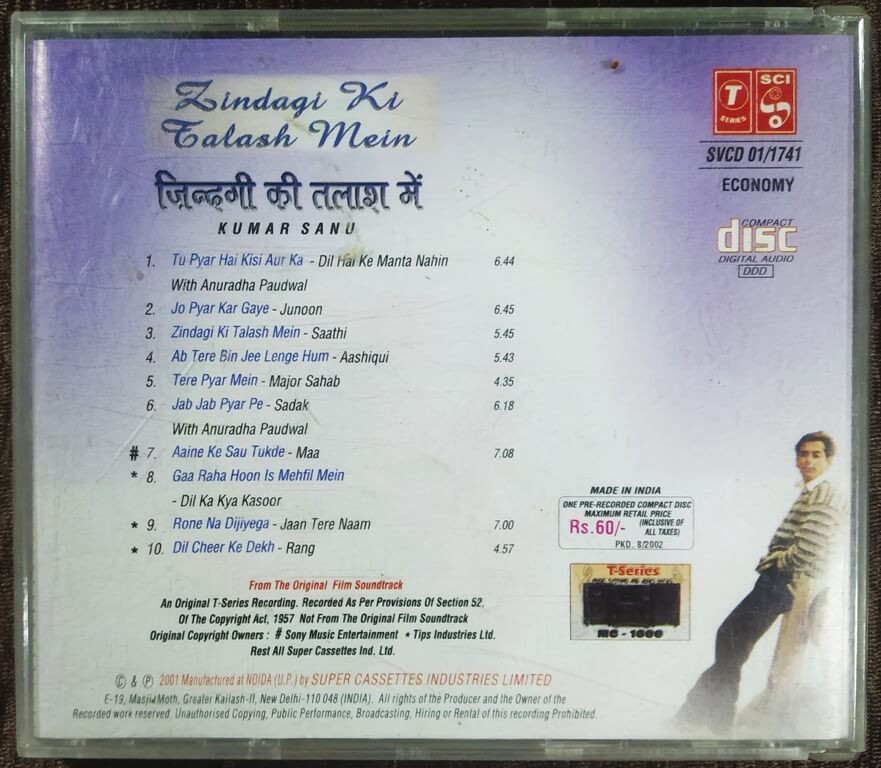 Zindagi Ki
Talash Mein
ज़िन्दगी की तलाश में
KUMAR SANU
T
SERIES
SCI
SVCD 01/1741
ECONOMY
COMPACT
disc
DIGITAL AUDIO
DDD
1. Tu Pyar Hai Kisi Aur Ka - Dil Hai Ke Manta Nahin 6.44
With Anuradha Paudwal
2. Jo Pyar Kar Gaye - Junoon 6.45
3. Zindagi Ki Talash Mein - Saathi 5.45
4. Ab Tere Bin Jee Lenge Hum - Aashiqui 5.43
5. Tere Pyar Mein - Major Sahab 4.35
6. Jab Jab Pyar Pe - Sadak 6.18
With Anuradha Paudwal
# 7. Aaine Ke Sau Tukde - Maa 7.08
* 8. Gaa Raha Hoon Is Mehfil Mein
- Dil Ka Kya Kasoor
* 9. Rone Na Dijiyega - Jaan Tere Naam 7.00
* 10. Dil Cheer Ke Dekh - Rang 4.57
MADE IN INDIA
ONE PRE-RECORDED COMPACT DISC
MAXIMUM RETAIL PRICE
Rs.60/- (INCLUSIVE OF
ALL TAXES)
PKD. 8/2002
T-Series
MC - 1000
From The Original Film Soundtrack
An Original T-Series Recording. Recorded As Per Provisions Of Section 52,
Of The Copyright Act, 1957 Not From The Original Film Soundtrack
Original Copyright Owners : # Sony Music Entertainment * Tips Industries Ltd.
Rest All Super Cassettes Ind. Ltd.
© & ℗ 2001 Manufactured at NOIDA (U.P.) by SUPER CASSETTES INDUSTRIES LIMITED
E-19, Masjid Moth, Greater Kailash-II, New Delhi-110 048 (INDIA). All rights of the Producer and the Owner of the
Recorded work reserved. Unauthorised Copying, Public Performance, Broadcasting, Hiring or Rental of this recording Prohibited.